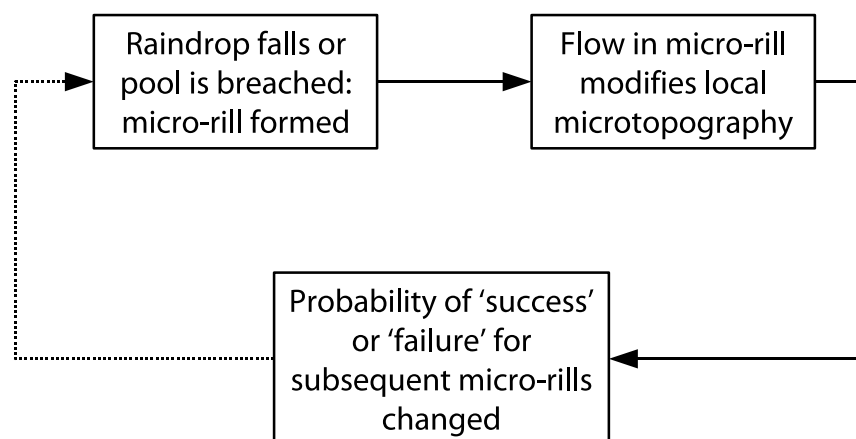 Raindrop falls or
pool is breached:
micro-rill formed
Flow in micro-rill
modifies local
microtopography
Probability of ‘success’
or ‘failure’ for
subsequent micro-rills
changed